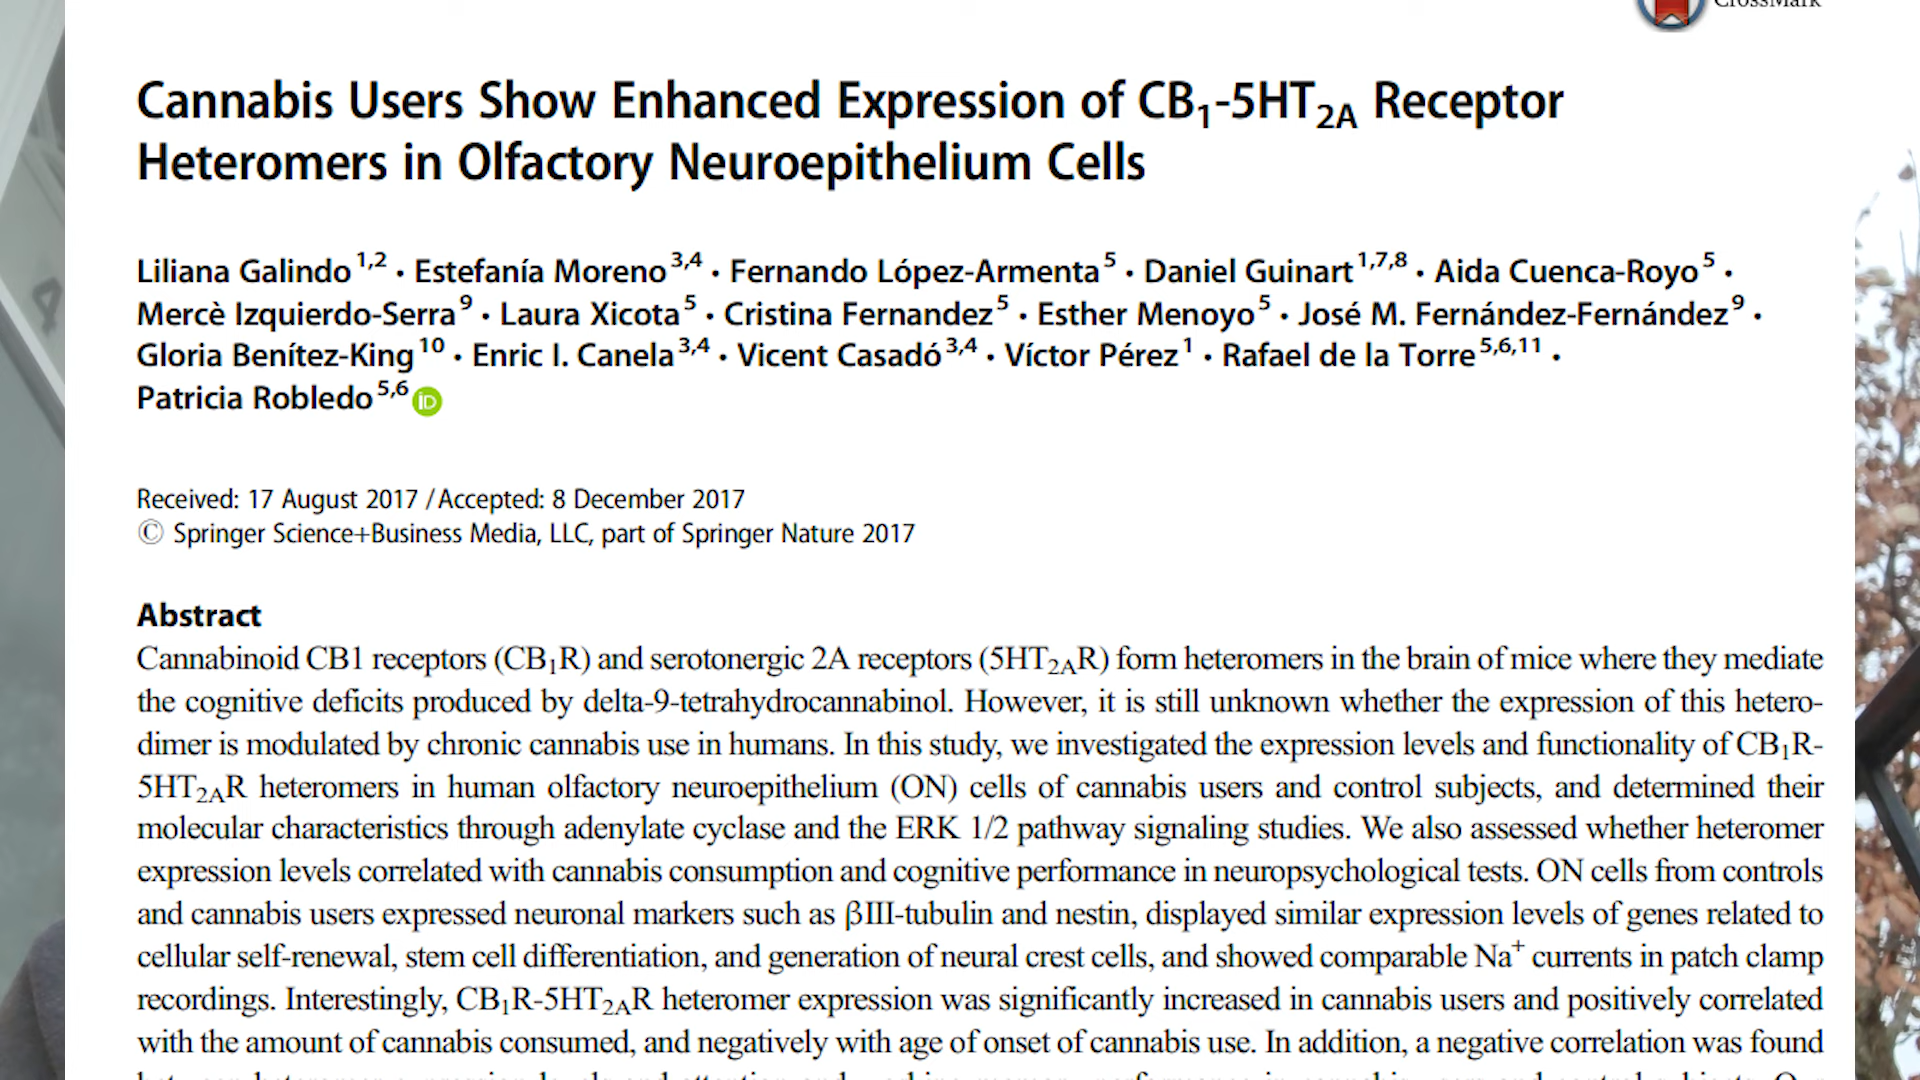 CrossMark
Cannabis Users Show Enhanced Expression of CB₁-5HT₂A Receptor
Heteromers in Olfactory Neuroepithelium Cells
Liliana Galindo 1,2 · Estefanía Moreno 3,4 · Fernando López-Armenta 5 · Daniel Guinart 1,7,8 · Aida Cuenca-Royo 5 ·
Mercè Izquierdo-Serra 9 · Laura Xicota 5 · Cristina Fernandez 5 · Esther Menoyo 5 · José M. Fernández-Fernández 9 ·
Gloria Benítez-King 10 · Enric I. Canela 3,4 · Vicent Casadó 3,4 · Víctor Pérez 1 · Rafael de la Torre 5,6,11 ·
Patricia Robledo 5,6 iD
Received: 17 August 2017 / Accepted: 8 December 2017
© Springer Science+Business Media, LLC, part of Springer Nature 2017
Abstract
Cannabinoid CB1 receptors (CB₁R) and serotonergic 2A receptors (5HT₂AR) form heteromers in the brain of mice where they mediate
the cognitive deficits produced by delta-9-tetrahydrocannabinol. However, it is still unknown whether the expression of this hetero-
dimer is modulated by chronic cannabis use in humans. In this study, we investigated the expression levels and functionality of CB₁R-
5HT₂AR heteromers in human olfactory neuroepithelium (ON) cells of cannabis users and control subjects, and determined their
molecular characteristics through adenylate cyclase and the ERK 1/2 pathway signaling studies. We also assessed whether heteromer
expression levels correlated with cannabis consumption and cognitive performance in neuropsychological tests. ON cells from controls
and cannabis users expressed neuronal markers such as βIII-tubulin and nestin, displayed similar expression levels of genes related to
cellular self-renewal, stem cell differentiation, and generation of neural crest cells, and showed comparable Na⁺ currents in patch clamp
recordings. Interestingly, CB₁R-5HT₂AR heteromer expression was significantly increased in cannabis users and positively correlated
with the amount of cannabis consumed, and negatively with age of onset of cannabis use. In addition, a negative correlation was found